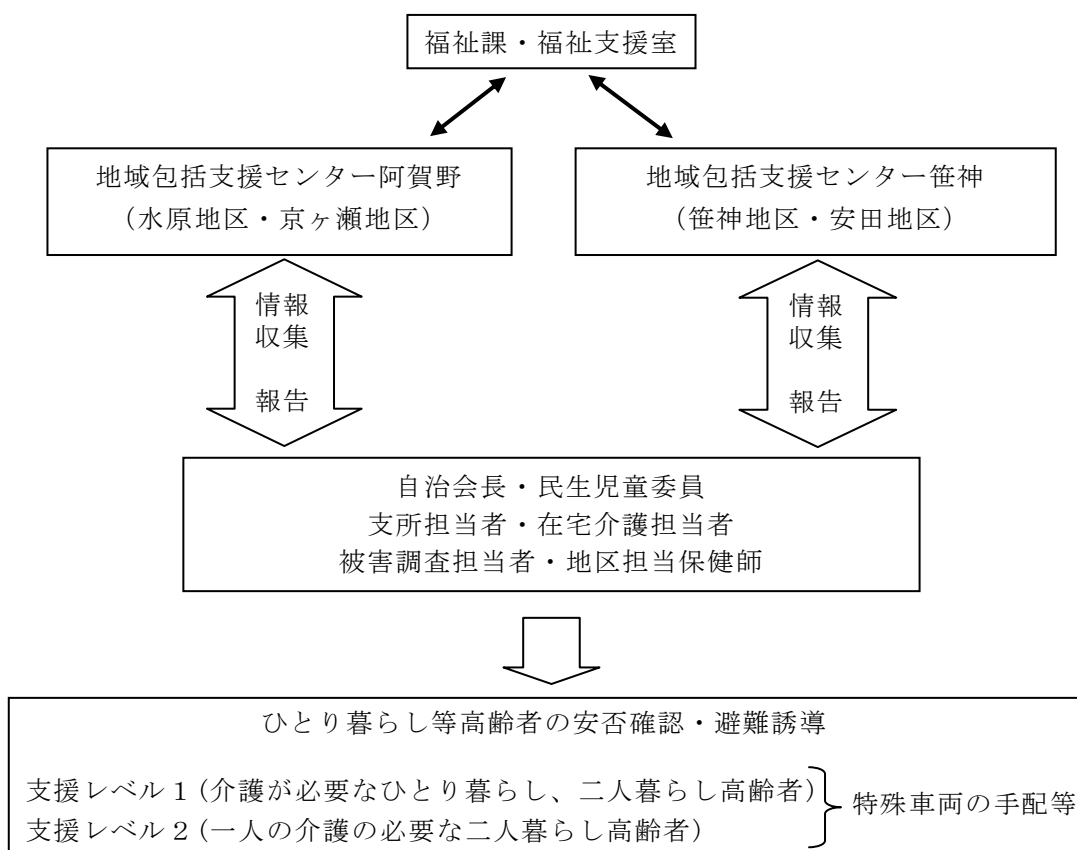 福祉課・福祉支援室
地域包括支援センター阿賀野
(水原地区・京ヶ瀬地区)
地域包括支援センター笹神
(笹神地区・安田地区)
情報
収集
報告
情報
収集
報告
自治会長・民生児童委員
支所担当者・在宅介護担当者
被害調査担当者・地区担当保健師
ひとり暮らし等高齢者の安否確認・避難誘導
支援レベル1(介護が必要なひとり暮らし、二人暮らし高齢者)
支援レベル2(一人の介護の必要な二人暮らし高齢者)
特殊車両の手配等